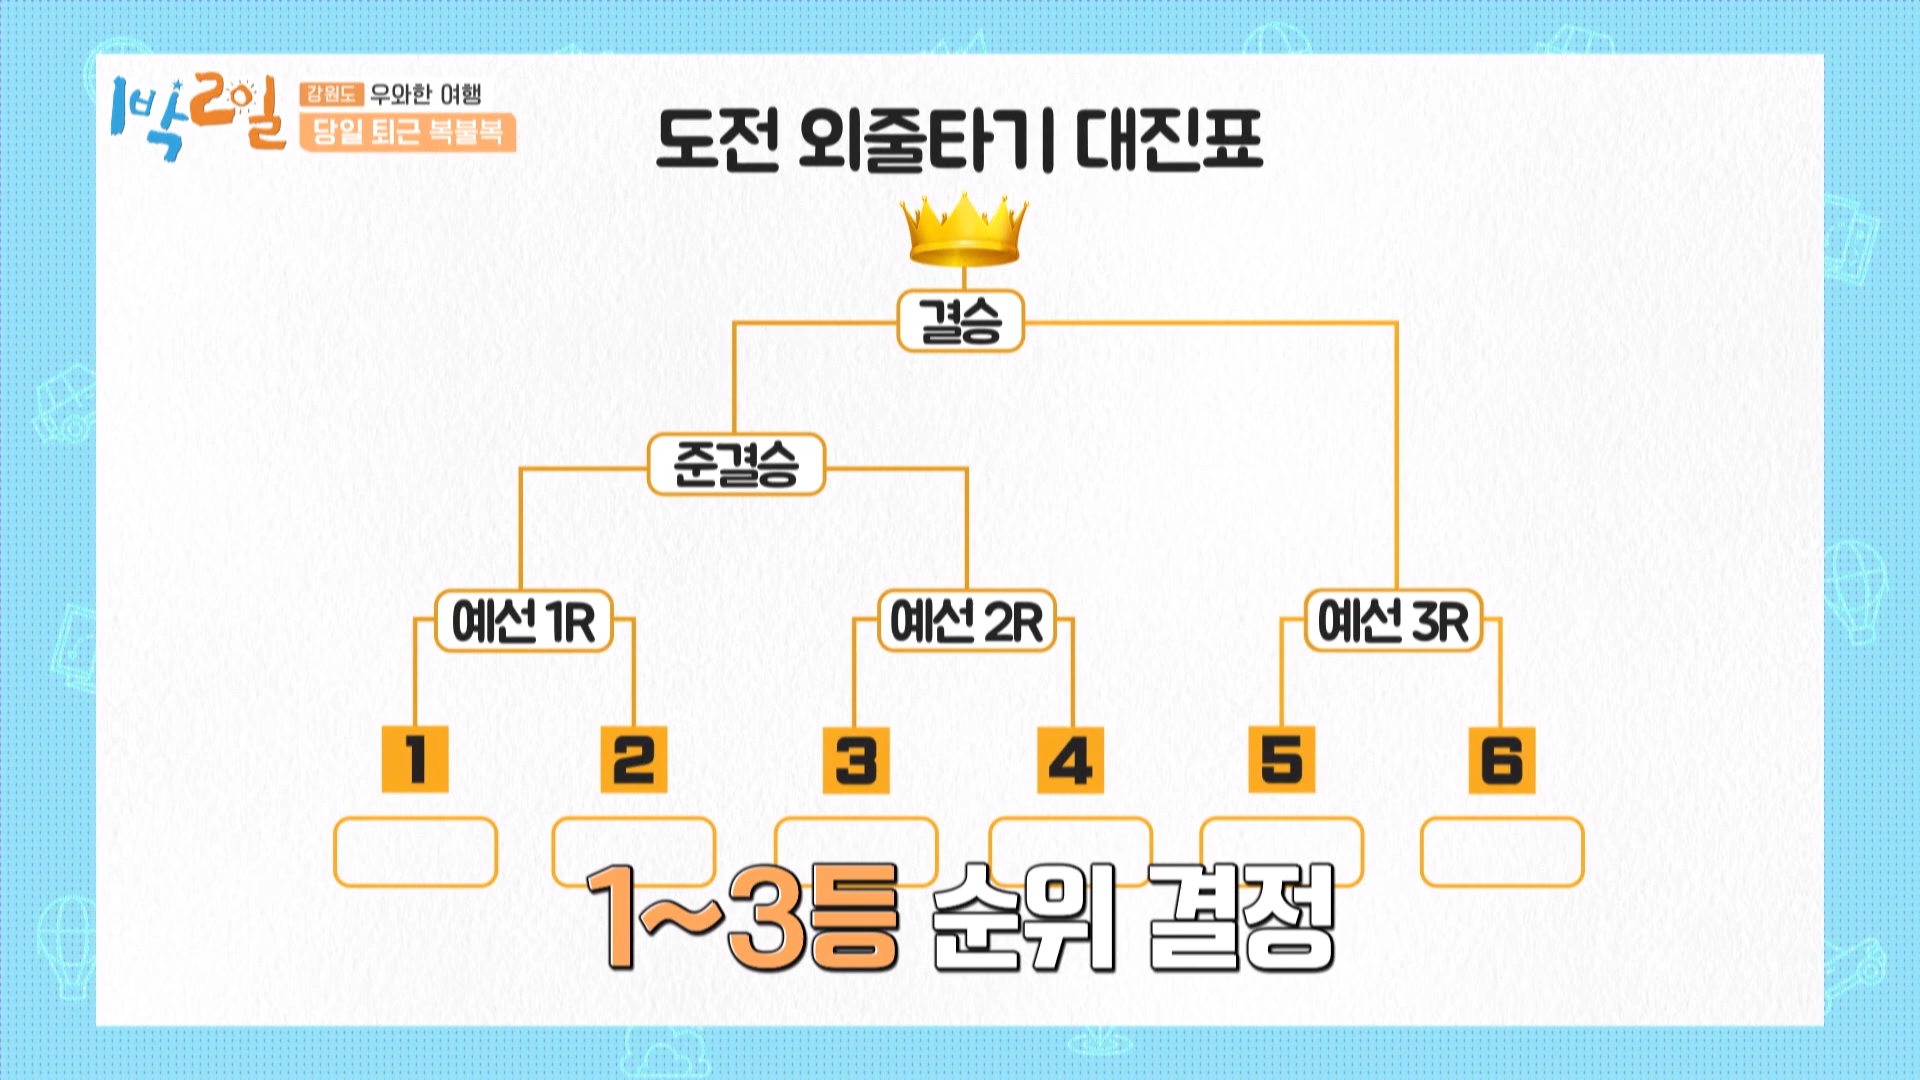 1박2일
강원도 우와한 여행
당일 퇴근 복불복
도전 외줄타기 대진표
결승
준결승
예선 1R 예선 2R 예선 3R
1 2 3 4 5 6
1~3등 순위 결정